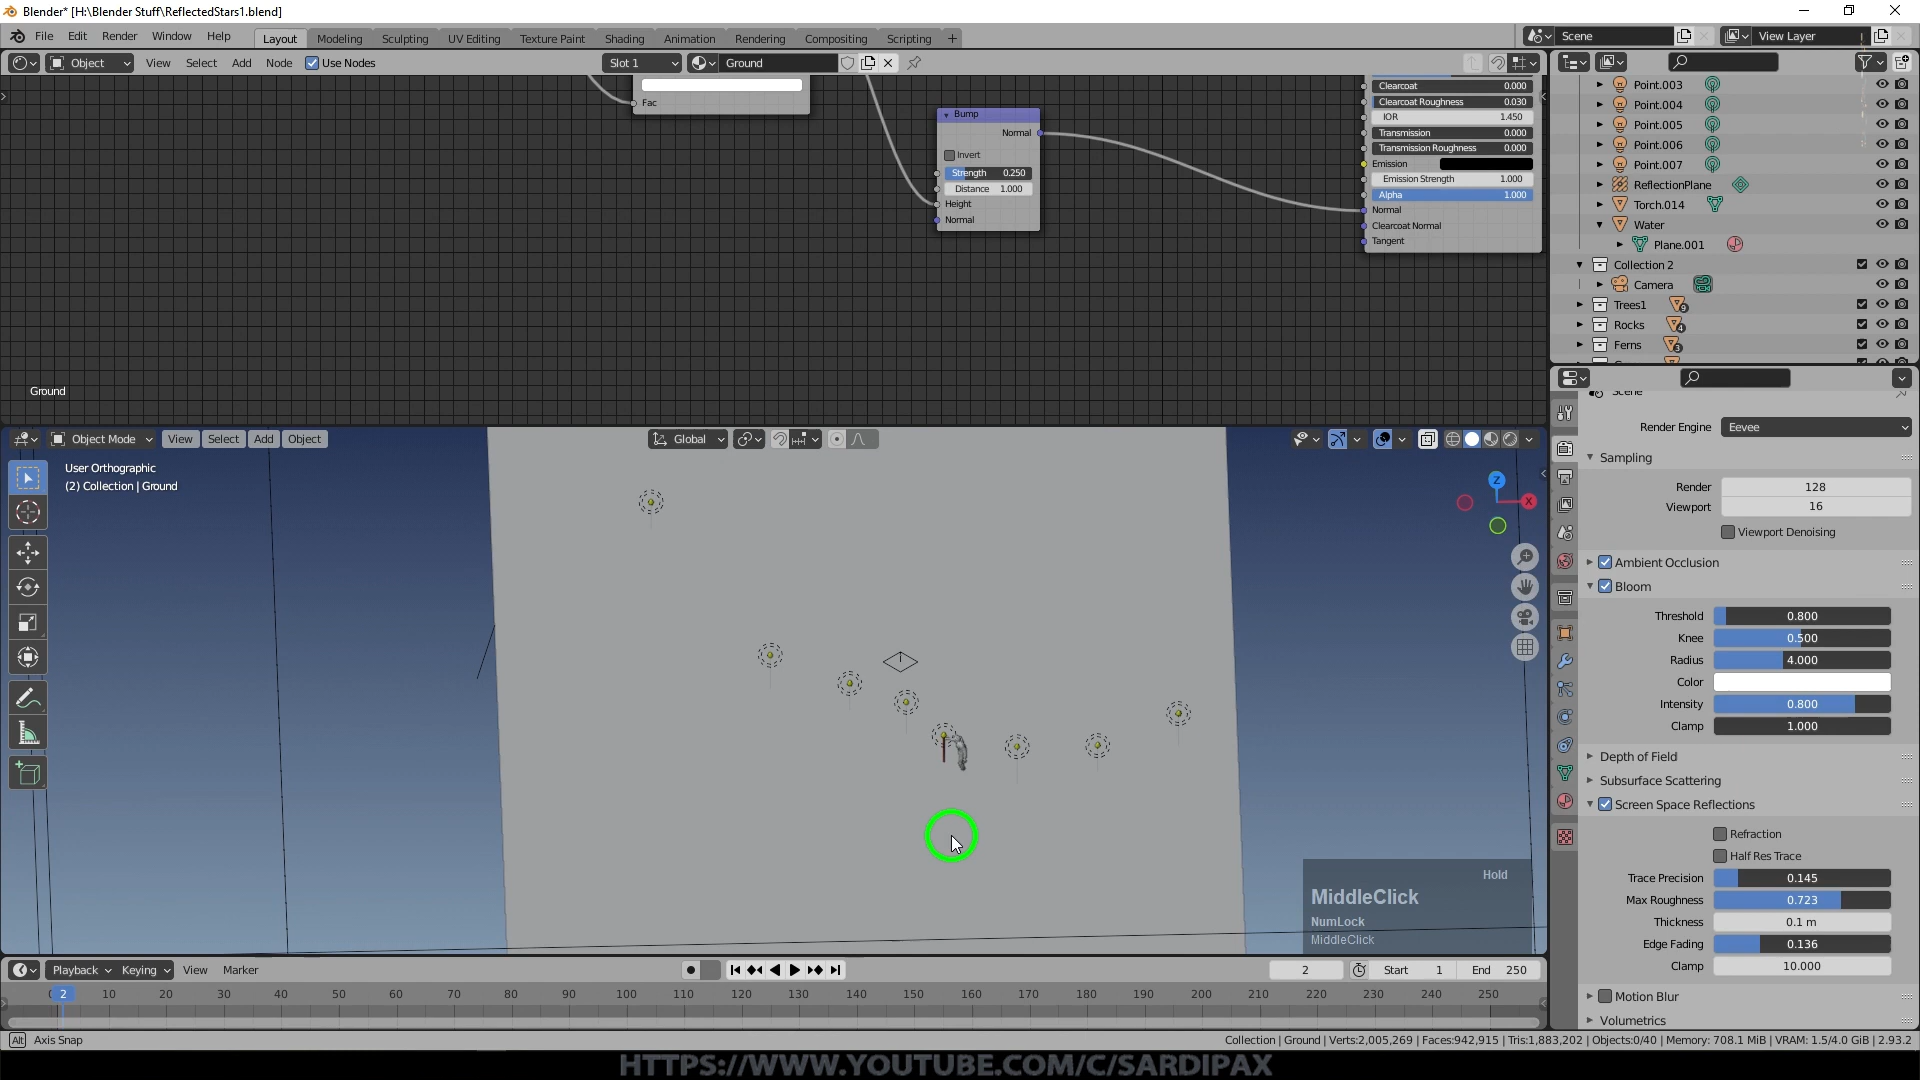 Blender* [H:\Blender Stuff\ReflectedStars1.blend]
File Edit Render Window Help Layout Modeling Sculpting UV Editing Texture Paint Shading Animation Rendering Compositing Scripting + Scene View Layer
Object View Select Add Node Use Nodes Slot 1 Ground
Fac
Bump
Normal
Invert
Strength 0.250
Distance 1.000
Height
Normal
Clearcoat 0.000
Clearcoat Roughness 0.030
IOR 1.450
Transmission 0.000
Transmission Roughness 0.000
Emission
Emission Strength 1.000
Alpha 1.000
Normal
Clearcoat Normal
Tangent
Ground
Point.003
Point.004
Point.005
Point.006
Point.007
ReflectionPlane
Torch.014
Water
Plane.001
Collection 2
Camera
Trees1 9
Rocks 4
Ferns 3
Object Mode View Select Add Object Global
User Orthographic
(2) Collection | Ground
Z
X
Hold
MiddleClick
NumLock
MiddleClick
Scene
Render Engine Eevee
Sampling
Render 128
Viewport 16
Viewport Denoising
Ambient Occlusion
Bloom
Threshold 0.800
Knee 0.500
Radius 4.000
Color
Intensity 0.800
Clamp 1.000
Depth of Field
Subsurface Scattering
Screen Space Reflections
Refraction
Half Res Trace
Trace Precision 0.145
Max Roughness 0.723
Thickness 0.1 m
Edge Fading 0.136
Clamp 10.000
Motion Blur
Volumetrics
Playback Keying View Marker 2 Start 1 End 250
2 10 20 30 40 50 60 70 80 90 100 110 120 130 140 150 160 170 180 190 200 210 220 230 240 250
Alt Axis Snap
Collection | Ground | Verts:2,005,269 | Faces:942,915 | Tris:1,883,202 | Objects:0/40 | Memory: 708.1 MiB | VRAM: 1.5/4.0 GiB | 2.93.2
HTTPS://WWW.YOUTUBE.COM/C/SARDIPAX